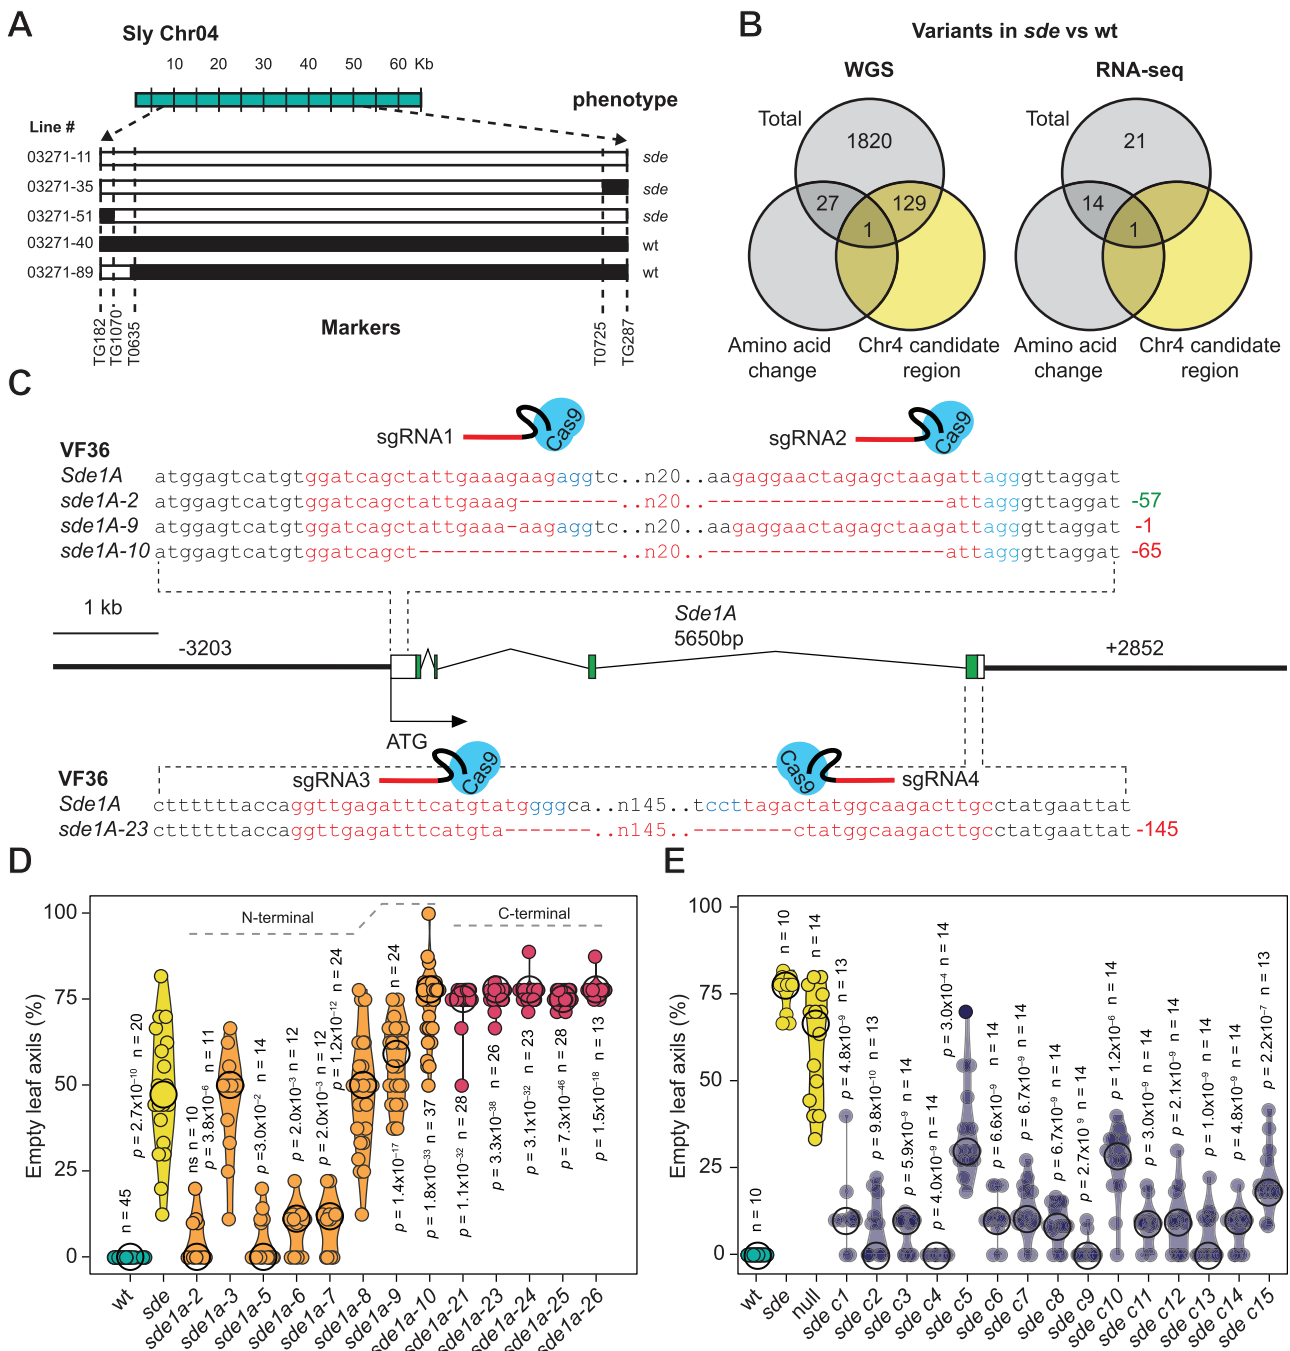 A
Sly Chr04
10 20 30 40 50 60 Kb
phenotype
Line #
03271-11 sde
03271-35 sde
03271-51 sde
03271-40 wt
03271-89 wt
TG182 TG1070 T0635 T0725 TG287
Markers
B
Variants in sde vs wt
WGS RNA-seq
Total Total
1820 21
27 129 14
1 1
Amino acid change Chr4 candidate region Amino acid change Chr4 candidate region
C
sgRNA1 Cas9 sgRNA2 Cas9
VF36
Sde1A atggagtcatgtggatcagctattgaaagaagaggtc..n20..aagaggaactagagctaagattagggttaggat
sde1A-2 atggagtcatgtggatcagctattgaaag--------..n20..------------------attagggttaggat -57
sde1A-9 atggagtcatgtggatcagctattgaaa-aagaggtc..n20..aagaggaactagagctaagattagggttaggat -1
sde1A-10 atggagtcatgtggatcagct----------------..n20..------------------attagggttaggat -65
1 kb
Sde1A
5650bp
-3203 +2852
ATG
sgRNA3 Cas9 Cas9 sgRNA4
VF36
Sde1A cttttttaccaggttgagatttcatgtatggggca..n145..tccttagactatggcaagacttgcctatgaattat
sde1A-23 cttttttaccaggttgagatttcatgta-------..n145..--------ctatggcaagacttgcctatgaattat -145
D
Empty leaf axils (%)
100
75
50
25
0
N-terminal C-terminal
n = 45
p = 2.7x10⁻¹⁰ n = 20
ns n = 10
p = 3.8x10⁻⁶ n = 11
p =3.0x10⁻² n = 14
p = 2.0x10⁻³ n = 12
p = 2.0x10⁻³ n = 12
p = 1.2x10⁻¹² n = 24
p = 1.4x10⁻¹⁷ n = 24
p = 1.8x10⁻³³ n = 37
p = 1.1x10⁻³² n = 28
p = 3.3x10⁻³⁸ n = 26
p = 3.1x10⁻³² n = 23
p = 7.3x10⁻⁴⁶ n = 28
p = 1.5x10⁻¹⁸ n = 13
wt sde sde1a-2 sde1a-3 sde1a-5 sde1a-6 sde1a-7 sde1a-8 sde1a-9 sde1a-10 sde1a-21 sde1a-23 sde1a-24 sde1a-25 sde1a-26
E
Empty leaf axils (%)
100
75
50
25
0
n = 10
n = 10
n = 14
p = 4.8x10⁻⁹ n = 13
p = 9.8x10⁻¹⁰ n = 13
p = 5.9x10⁻⁹ n = 14
p = 4.0x10⁻⁹ n = 14
p = 3.0x10⁻⁴ n = 14
p = 6.6x10⁻⁹ n = 14
p = 6.7x10⁻⁹ n = 14
p = 6.7x10⁻⁹ n = 14
p = 2.7x10⁻⁹ n = 14
p = 1.2x10⁻⁶ n = 14
p = 3.0x10⁻⁹ n = 14
p = 2.1x10⁻⁹ n = 14
p = 1.0x10⁻⁹ n = 14
p = 4.8x10⁻⁹ n = 14
p = 2.2x10⁻⁷ n = 13
wt sde null sde c1 sde c2 sde c3 sde c4 sde c5 sde c6 sde c7 sde c8 sde c9 sde c10 sde c11 sde c12 sde c13 sde c14 sde c15